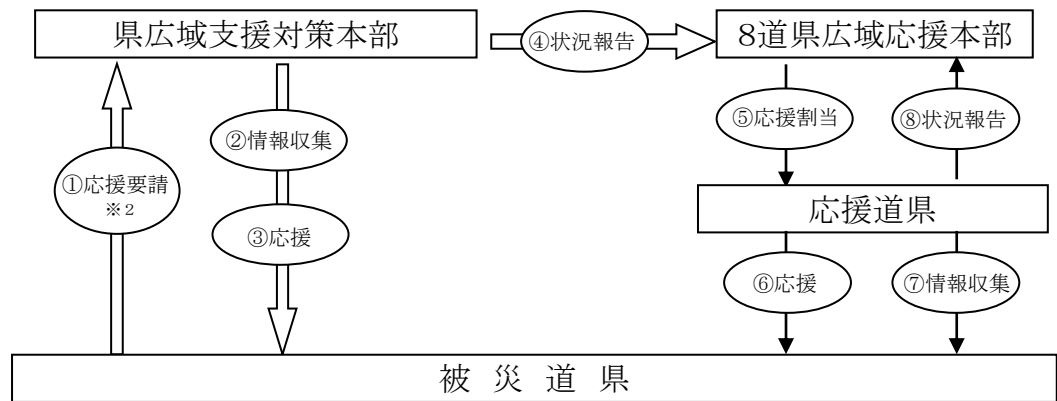 県広域支援対策本部
④状況報告
8道県広域応援本部
②情報収集
⑤応援割当
⑧状況報告
①応援要請
※2
③応援
応援道県
⑥応援
⑦情報収集
被 災 道 県